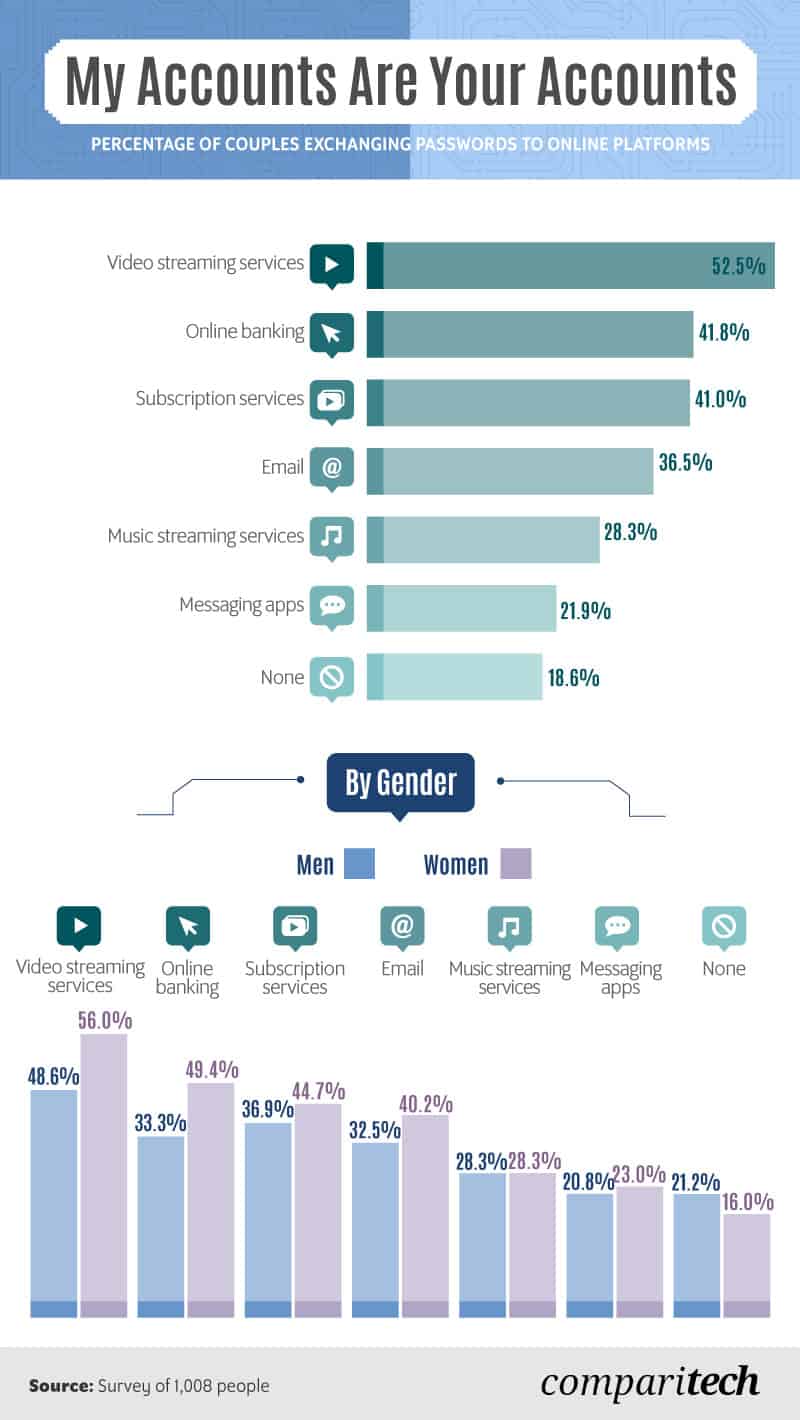 My Accounts Are Your Accounts
PERCENTAGE OF COUPLES EXCHANGING PASSWORDS TO ONLINE PLATFORMS
Video streaming services 52.5%
Online banking 41.8%
Subscription services 41.0%
Email @ 36.5%
Music streaming services 28.3%
Messaging apps 21.9%
None 18.6%
By Gender
Men Women
@
Video streaming
services
Online
banking
Subscription
services
Email
Music streaming
services
Messaging
apps
None
48.6% 56.0%
33.3% 49.4%
36.9% 44.7%
32.5% 40.2%
28.3% 28.3%
20.8% 23.0%
21.2% 16.0%
Source: Survey of 1,008 people
comparitech